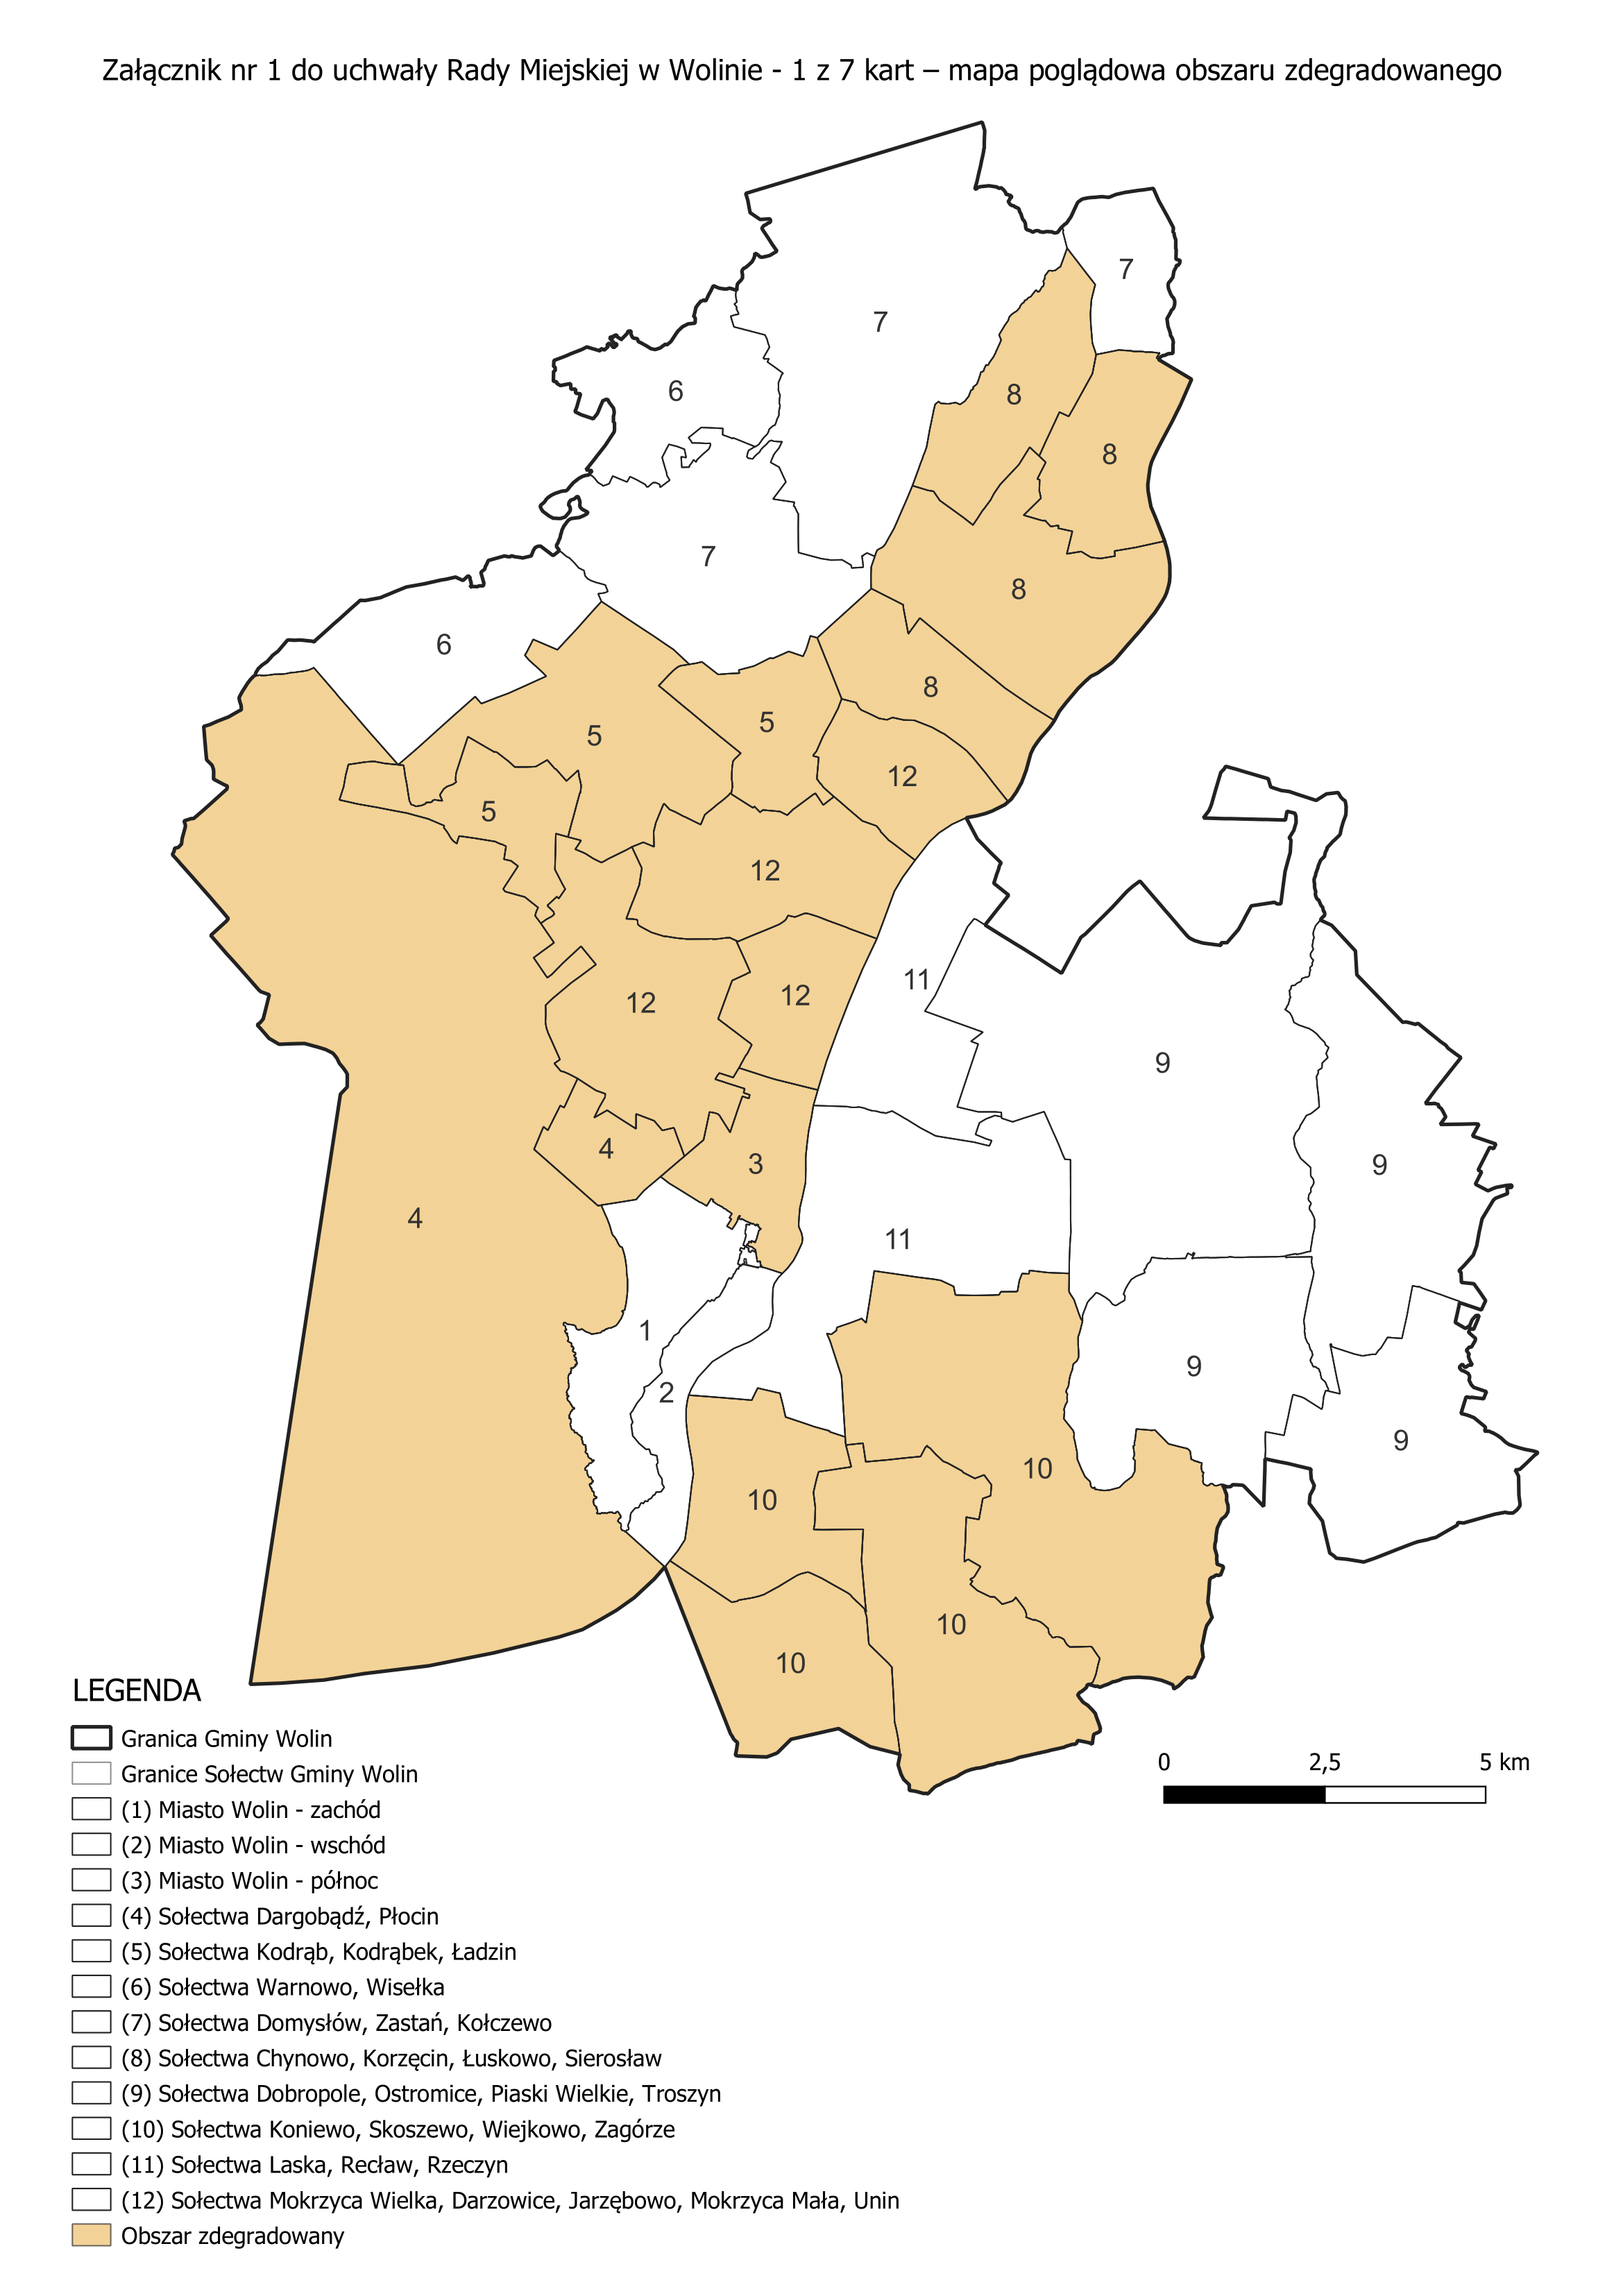 Załącznik nr 1 do uchwały Rady Miejskiej w Wolinie - 1 z 7 kart – mapa poglądowa obszaru zdegradowanego
7
7
6
8
8
7
8
6
8
5
5
12
5
12
11
12
12
9
4
3
9
4
11
1
9
2
9
10
10
10
10
LEGENDA
Granica Gminy Wolin
Granice Sołectw Gminy Wolin
(1) Miasto Wolin - zachód
(2) Miasto Wolin - wschód
(3) Miasto Wolin - północ
(4) Sołectwa Dargobądź, Płocin
(5) Sołectwa Kodrąb, Kodrąbek, Ładzin
(6) Sołectwa Warnowo, Wisełka
(7) Sołectwa Domysłów, Zastań, Kołczewo
(8) Sołectwa Chynowo, Korzęcin, Łuskowo, Sierosław
(9) Sołectwa Dobropole, Ostromice, Piaski Wielkie, Troszyn
(10) Sołectwa Koniewo, Skoszewo, Wiejkowo, Zagórze
(11) Sołectwa Laska, Recław, Rzeczyn
(12) Sołectwa Mokrzyca Wielka, Darzowice, Jarzębowo, Mokrzyca Mała, Unin
Obszar zdegradowany
0 2,5 5 km